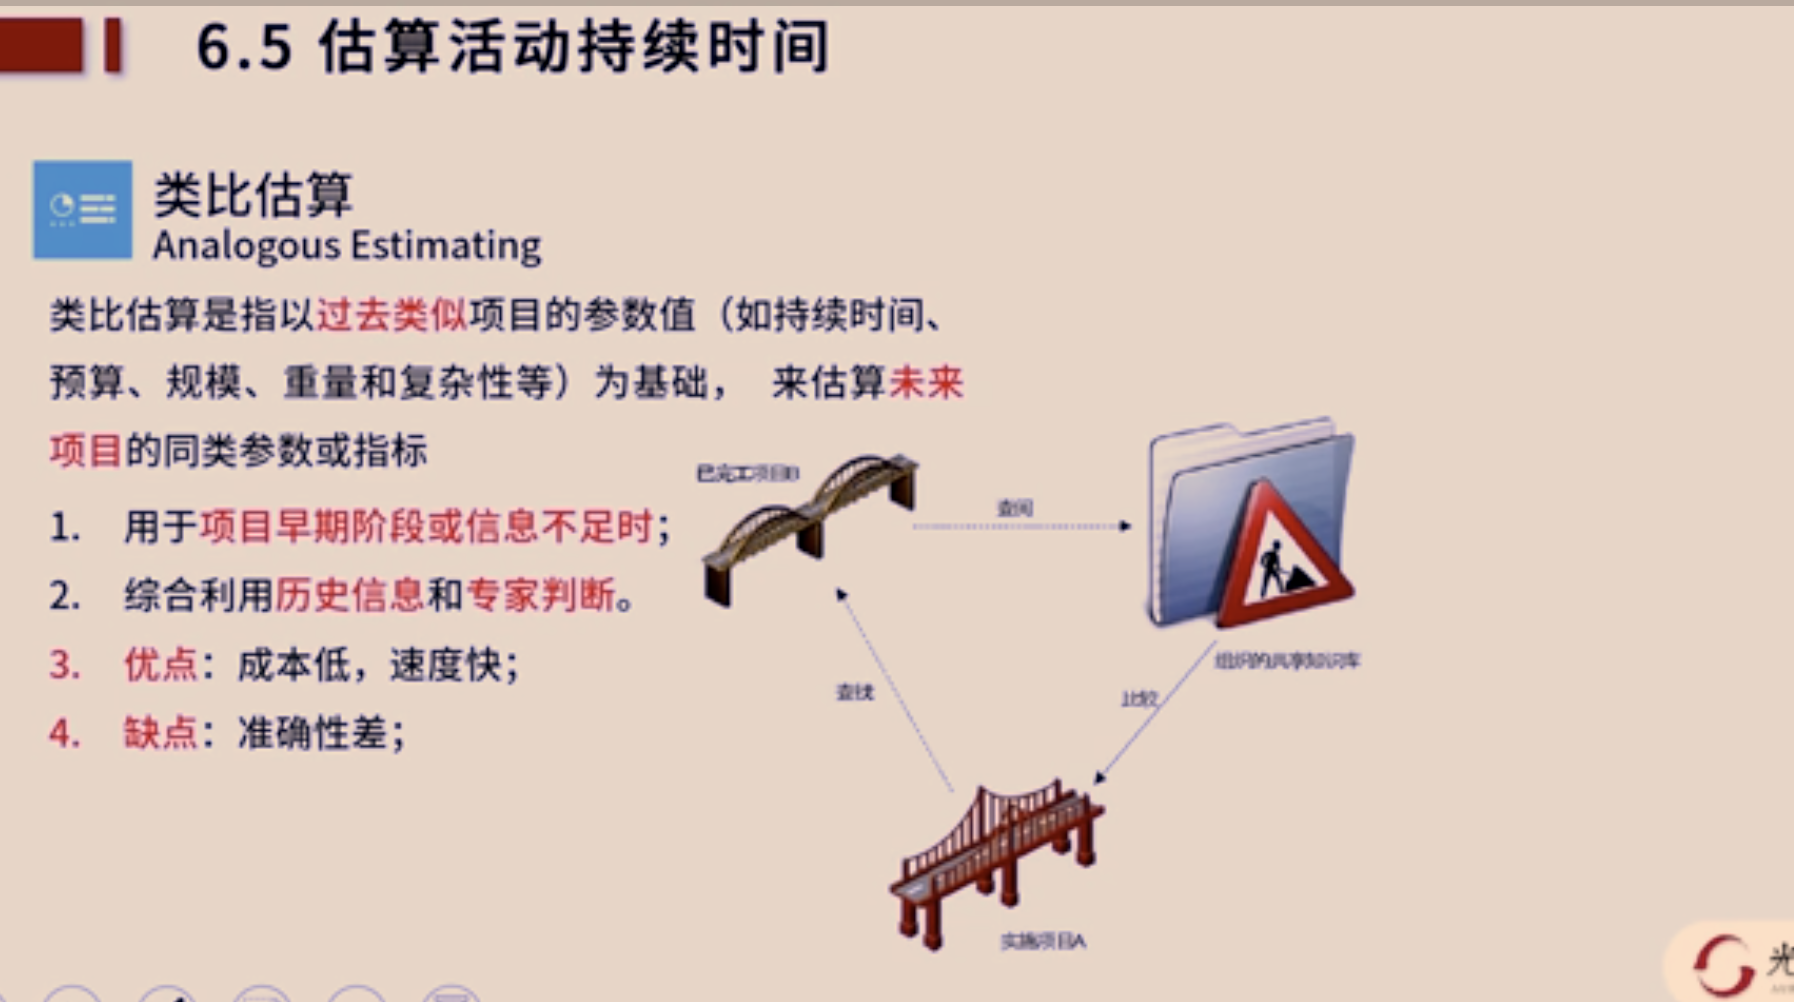 6.5 估算活动持续时间
类比估算
Analogous Estimating
类比估算是指以过去类似项目的参数值（如持续时间、
预算、规模、重量和复杂性等）为基础， 来估算未来
项目的同类参数或指标
1. 用于项目早期阶段或信息不足时；
2. 综合利用历史信息和专家判断。
3. 优点：成本低，速度快；
4. 缺点：准确性差；
已完工项目B
查阅
组织的共享知识库
查找
比较
实施项目A
光